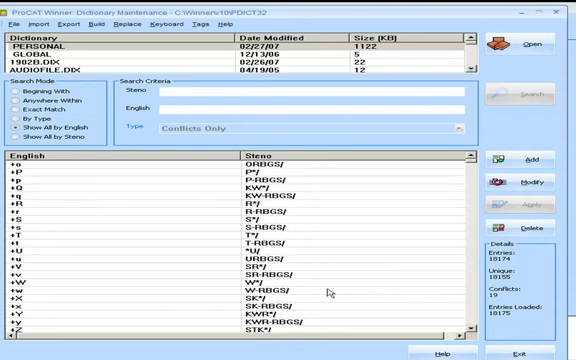 ProCAT Winner: Dictionary Maintenance - C:\Winner\v10\PDICT32
File Import Export Build Replace Keyboard Tags Help
Dictionary Date Modified Size [KB]
PERSONAL 02/27/07 1122
GLOBAL 12/13/06 5
1902B.DIX 02/26/07 22
AUDIOFILE.DIX 04/19/05 12
Open
Search Mode
Begining With
Anywhere Within
Exact Match
By Type
Show All by English
Show All by Steno
Search Criteria
Steno
English
Type Conflicts Only
Search
English Steno
+o ORBGS/
+P P*/
+p P-RBGS/
+Q KW*/
+q KW-RBGS/
+R R*/
+r R-RBGS/
+S S*/
+s S-RBGS/
+T T*/
+t T-RBGS/
+U *U/
+u URBGS/
+V SR*/
+v SR-RBGS/
+W W*/
+w W-RBGS/
+X SK*/
+x SK-RBGS/
+Y KWR*/
+y KWR-RBGS/
+Z STK*/
Add
Modify
Apply
Delete
Details
Entries:
18174
Unique:
18155
Conflicts:
19
Entries Loaded:
18175
Help Exit